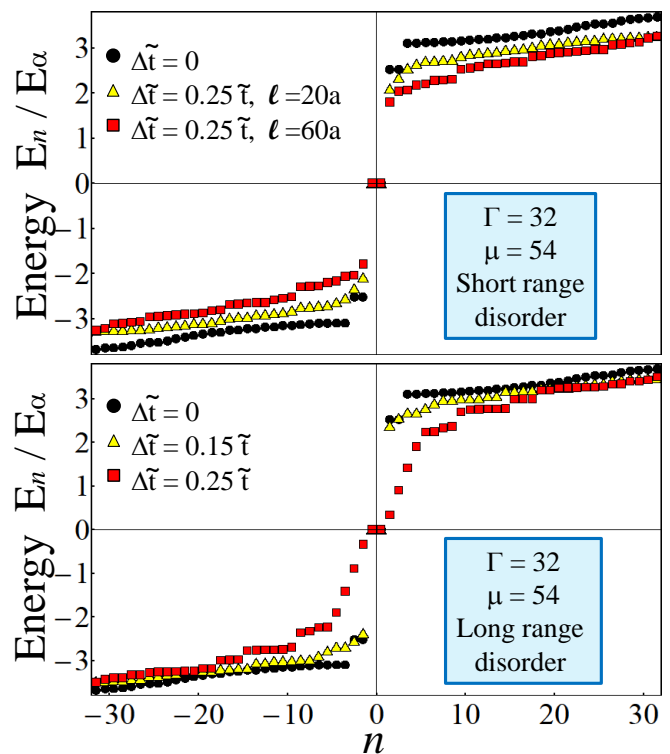 3
2
1
0
−1
−2
−3
Energy E_n / E_α
Δt̃ = 0
Δt̃ = 0.25 t̃, ℓ =20a
Δt̃ = 0.25 t̃, ℓ =60a
Γ = 32
μ = 54
Short range
disorder
3
2
1
0
−1
−2
−3
Energy E_n / E_α
Δt̃ = 0
Δt̃ = 0.15 t̃
Δt̃ = 0.25 t̃
Γ = 32
μ = 54
Long range
disorder
−30 −20 −10 0 10 20 30
n